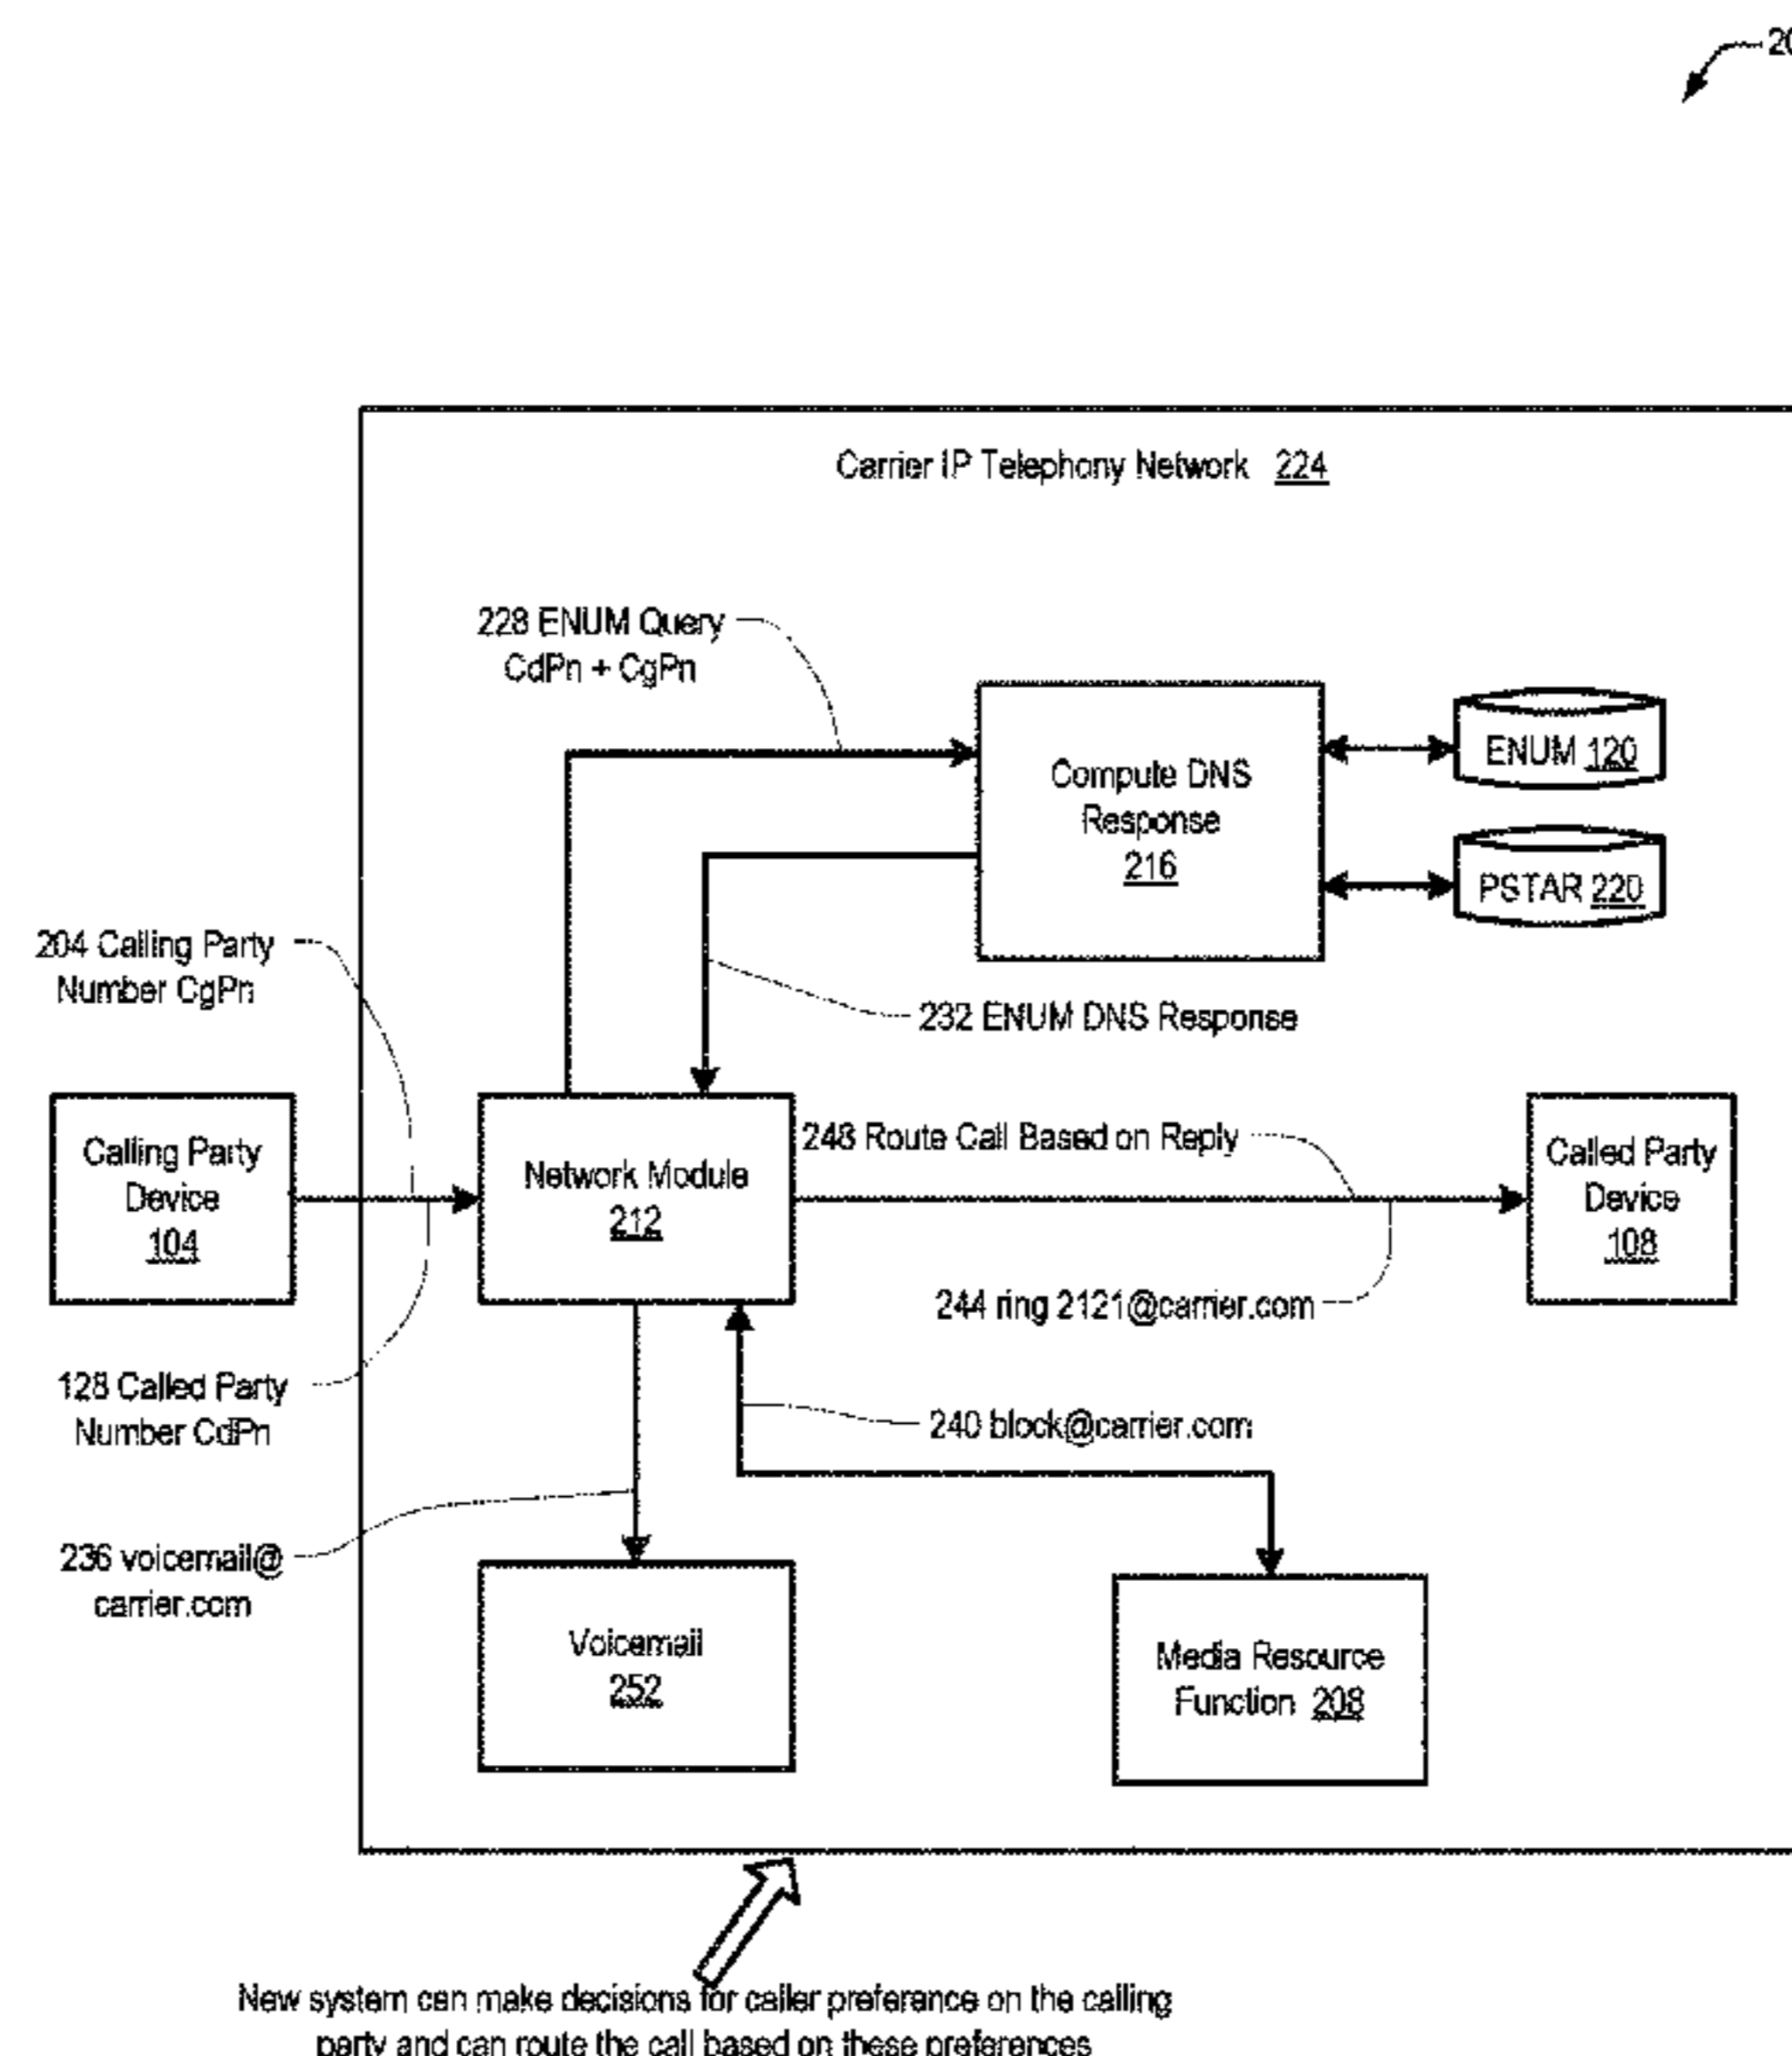 20
Carrier IP Telephony Network 224
228 ENUM Query
CdPn + CgPn
Compute DNS
Response
216
ENUM 120
PSTAR 220
204 Calling Party
Number CgPn
232 ENUM DNS Response
Calling Party
Device
104
Network Module
212
248 Route Call Based on Reply
Called Party
Device
108
244 ring 2121@carrier.com
128 Called Party
Number CdPn
240 block@carrier.com
236 voicemail@
carrier.com
Voicemail
252
Media Resource
Function 208
New system can make decisions for caller preference on the calling
party and can route the call based on these preferences